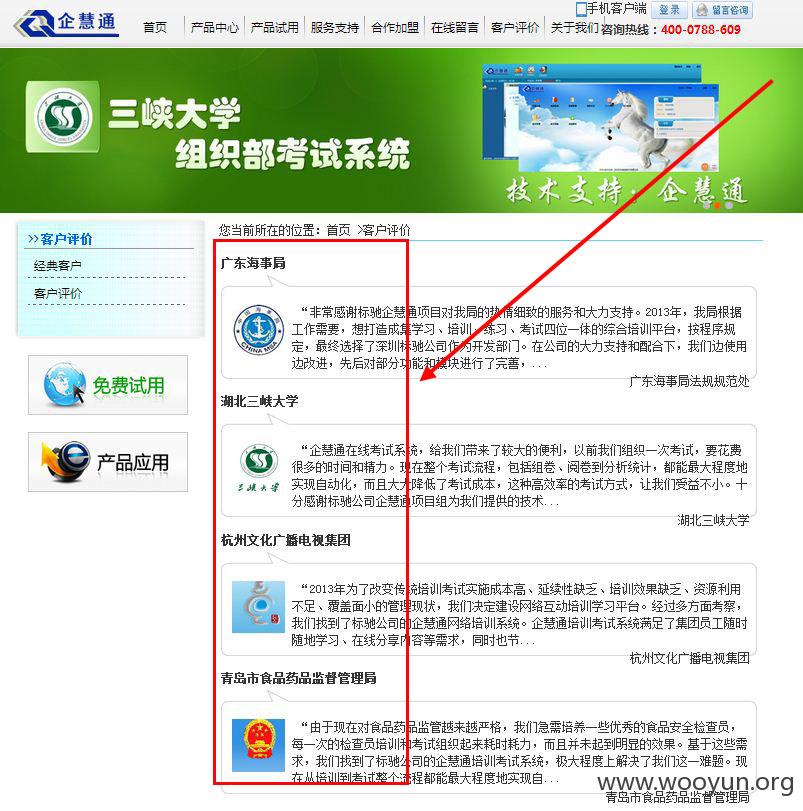 企慧通
首页 产品中心 产品试用 服务支持 合作加盟 在线留言 客户评价 关于我们
手机客户端 登录 留言咨询
咨询热线：400-0788-609
三峡大学
组织部考试系统
技术支持：企慧通
>>客户评价
经典客户
客户评价
免费试用
产品应用
您当前所在的位置：首页 >客户评价
广东海事局
中国海事
CHINA MSA
“非常感谢标驰企慧通项目对我局的热情细致的服务和大力支持。2013年，我局根据
工作需要，想打造成集学习、培训、练习、考试四位一体的综合培训平台，按程序规
定，最终选择了深圳标驰公司作为开发部门。在公司的大力支持和配合下，我们边使用
边改进，先后对部分功能和模块进行了完善，...
广东海事局法规规范处
湖北三峡大学
三峡大学
“企慧通在线考试系统，给我们带来了较大的便利，以前我们组织一次考试，要花费
很多的时间和精力。现在整个考试流程，包括组卷、阅卷到分析统计，都能最大程度地
实现自动化，而且大大降低了考试成本，这种高效率的考试方式，让我们受益不小。十
分感谢标驰公司企慧通项目组为我们提供的技术...
湖北三峡大学
杭州文化广播电视集团
“2013年为了改变传统培训考试实施成本高、延续性缺乏、培训效果缺乏、资源利用
不足、覆盖面小的管理现状，我们决定建设网络互动培训学习平台。经过多方面考察，
我们找到了标驰公司的企慧通网络培训系统。企慧通培训考试系统满足了集团员工随时
随地学习、在线分享内容等需求，同时也节...
杭州文化广播电视集团
青岛市食品药品监督管理局
“由于现在对食品药品监管越来越严格，我们急需培养一些优秀的食品安全检查员，
每一次的检查员培训和考试组织起来耗时耗力，而且并未起到明显的效果。基于这些需
求，我们找到了标驰公司的企慧通培训考试系统，极大程度上解决了我们这一难题。现
在从培训到考试整个流程都能最大程度地实现自...
青岛市食品药品监督管理局
www.wooyun.org